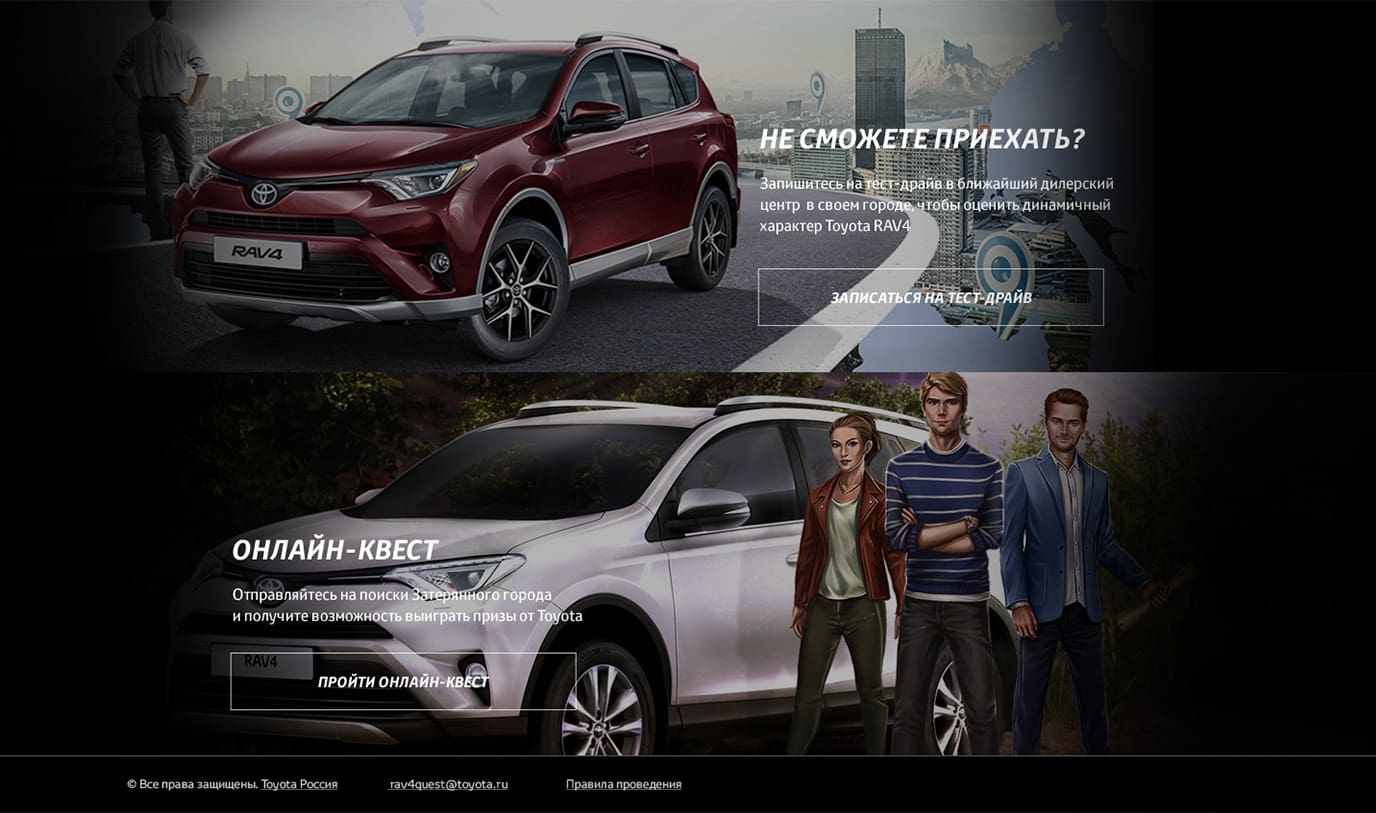 НЕ СМОЖЕТЕ ПРИЕХАТЬ?
Запишитесь на тест-драйв в ближайший дилерский
центр в своем городе, чтобы оценить динамичный
характер Toyota RAV4
RAV4
ЗАПИСАТЬСЯ НА ТЕСТ-ДРАЙВ
ОНЛАЙН-КВЕСТ
Отправляйтесь на поиски Затерянного города
и получите возможность выиграть призы от Toyota
RAV4
ПРОЙТИ ОНЛАЙН-КВЕСТ
© Все права защищены. Toyota Россия
rav4quest@toyota.ru
Правила проведения